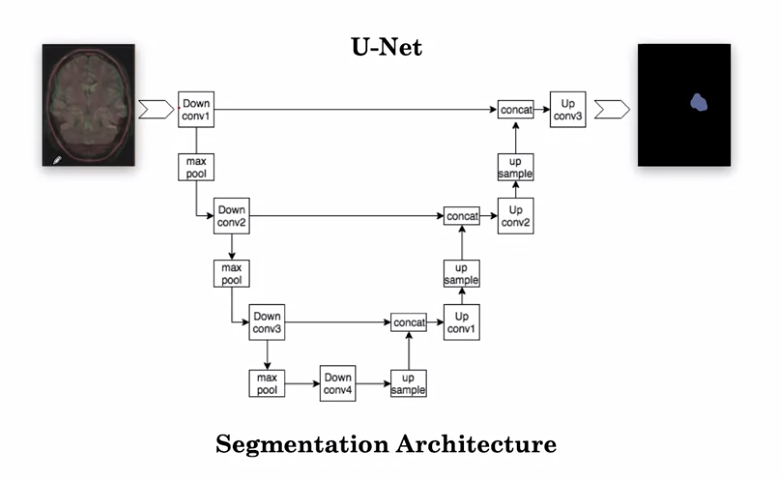 U-Net
Down
conv1
concat
Up
conv3
max
pool
up
sample
Down
conv2
concat
Up
conv2
max
pool
up
sample
Down
conv3
concat
Up
conv1
max
pool
Down
conv4
up
sample
Segmentation Architecture